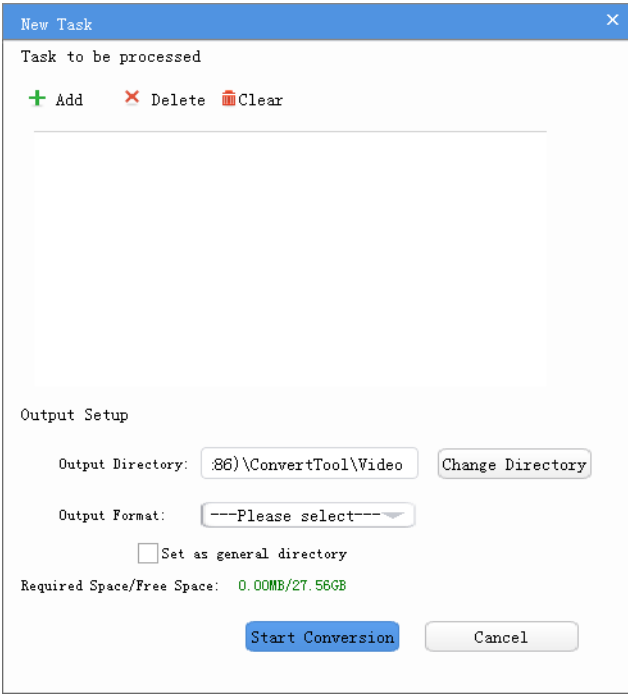 New Task
Task to be processed
Add Delete Clear
Output Setup
Output Directory: :86)\ConvertTool\Video Change Directory
Output Format: ---Please select---
Set as general directory
Required Space/Free Space: 0.00MB/27.56GB
Start Conversion Cancel